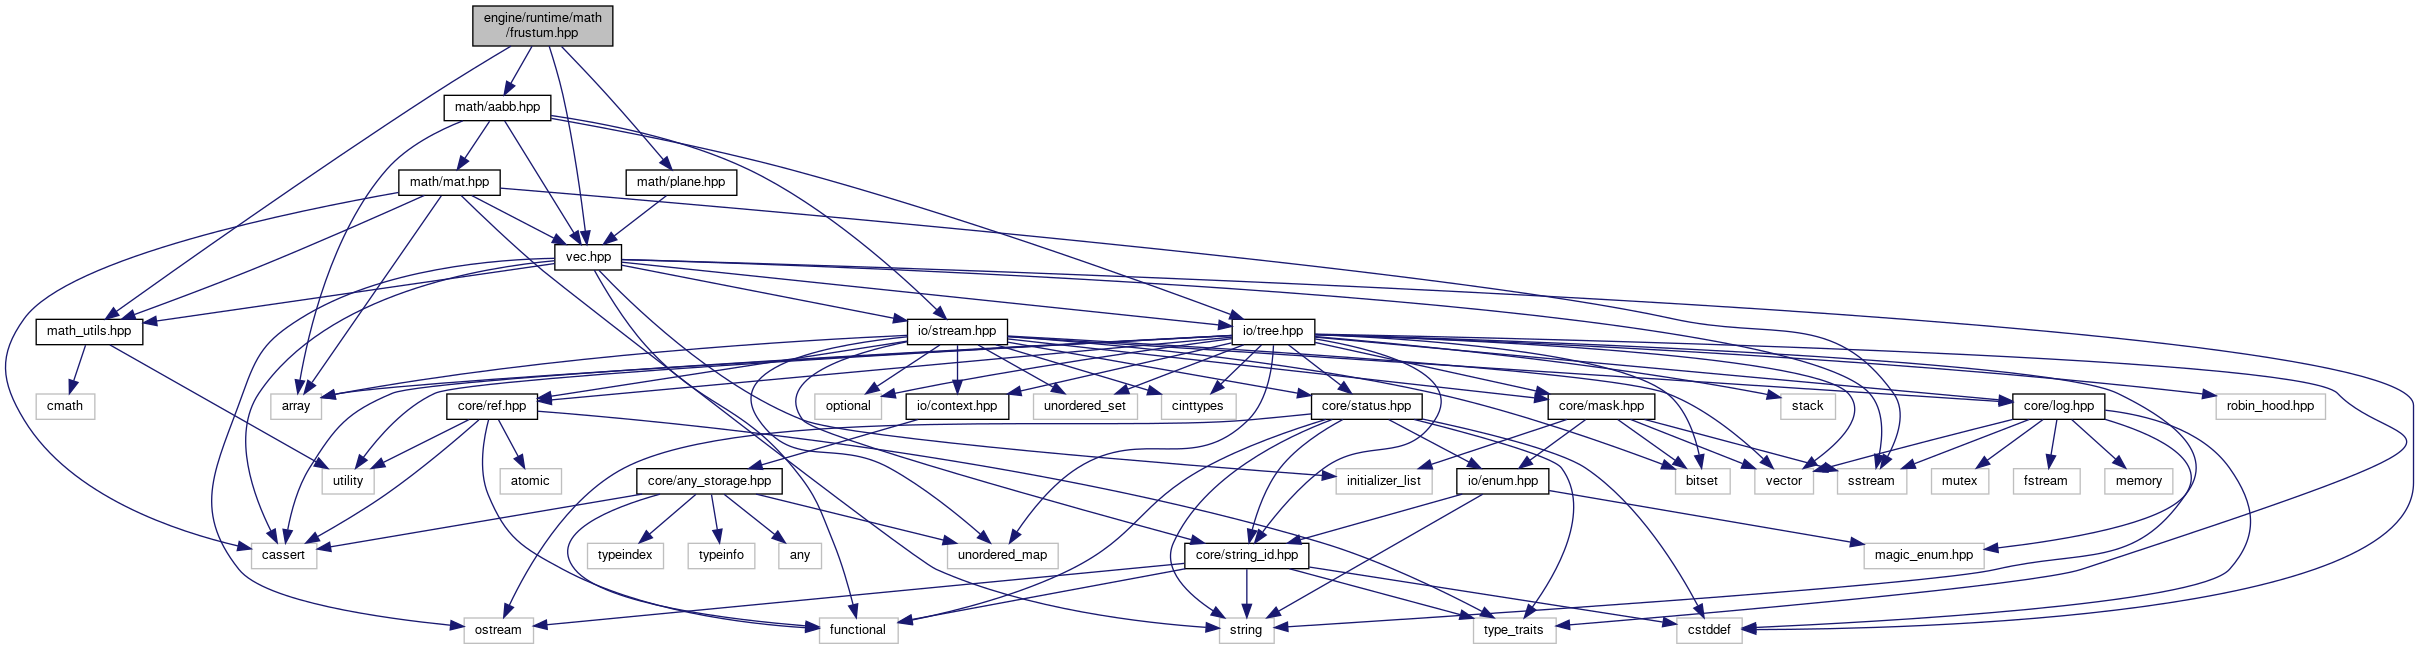 engine/runtime/math
/frustum.hpp
math/aabb.hpp
math/mat.hpp
math/plane.hpp
vec.hpp
math_utils.hpp
io/stream.hpp
io/tree.hpp
cmath
array
core/ref.hpp
optional
io/context.hpp
unordered_set
cinttypes
core/status.hpp
core/mask.hpp
stack
core/log.hpp
robin_hood.hpp
utility
atomic
core/any_storage.hpp
initializer_list
io/enum.hpp
bitset
vector
sstream
mutex
fstream
memory
cassert
typeindex
typeinfo
any
unordered_map
core/string_id.hpp
magic_enum.hpp
ostream
functional
string
type_traits
cstddef